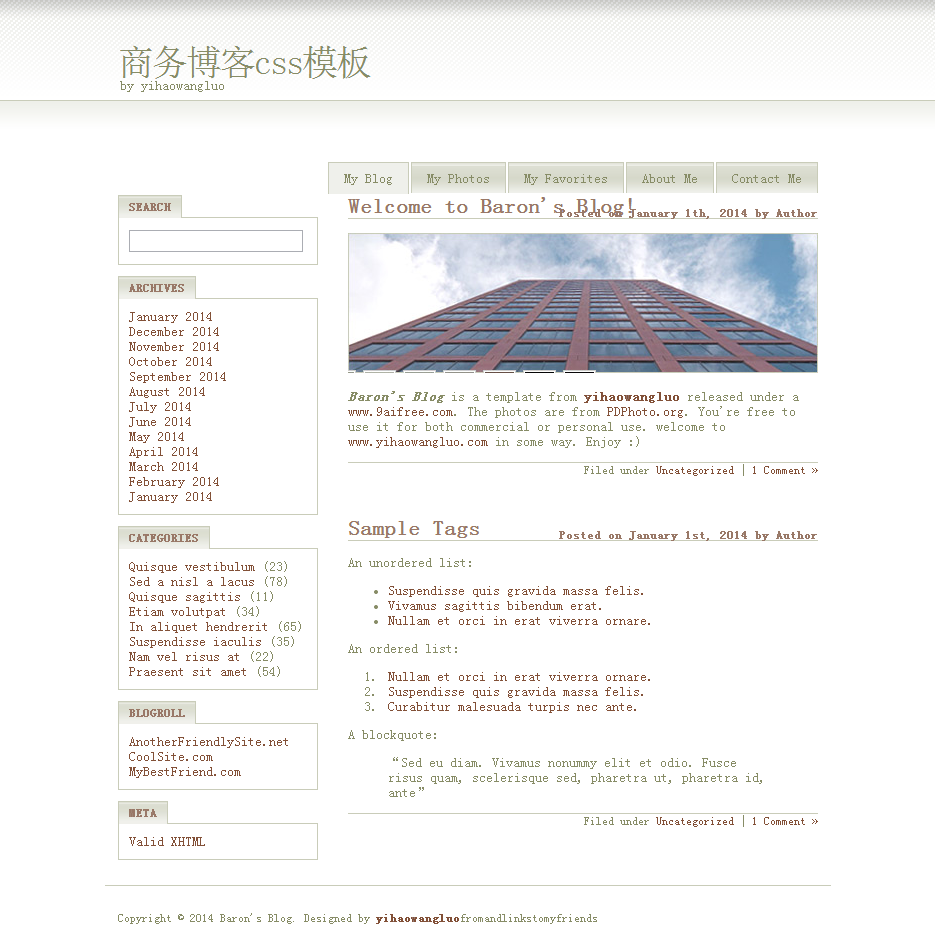 商务博客css模板
by yihaowangluo
My Blog
My Photos
My Favorites
About Me
Contact Me
SEARCH
ARCHIVES
January 2014
December 2014
November 2014
October 2014
September 2014
August 2014
July 2014
June 2014
May 2014
April 2014
March 2014
February 2014
January 2014
CATEGORIES
Quisque vestibulum (23)
Sed a nisl a lacus (78)
Quisque sagittis (11)
Etiam volutpat (34)
In aliquet hendrerit (65)
Suspendisse iaculis (35)
Nam vel risus at (22)
Praesent sit amet (54)
BLOGROLL
AnotherFriendlySite.net
CoolSite.com
MyBestFriend.com
META
Valid XHTML
Welcome to Baron's Blog!
Posted on January 1th, 2014 by Author
Baron's Blog is a template from yihaowangluo released under a
www.9aifree.com. The photos are from PDPhoto.org. You're free to
use it for both commercial or personal use. welcome to
www.yihaowangluo.com in some way. Enjoy :)
Filed under Uncategorized | 1 Comment »
Sample Tags
Posted on January 1st, 2014 by Author
An unordered list:
• Suspendisse quis gravida massa felis.
• Vivamus sagittis bibendum erat.
• Nullam et orci in erat viverra ornare.
An ordered list:
1. Nullam et orci in erat viverra ornare.
2. Suspendisse quis gravida massa felis.
3. Curabitur malesuada turpis nec ante.
A blockquote:
“Sed eu diam. Vivamus nonummy elit et odio. Fusce
risus quam, scelerisque sed, pharetra ut, pharetra id,
ante”
Filed under Uncategorized | 1 Comment »
Copyright © 2014 Baron's Blog. Designed by yihaowangluofromandlinkstomyfriends